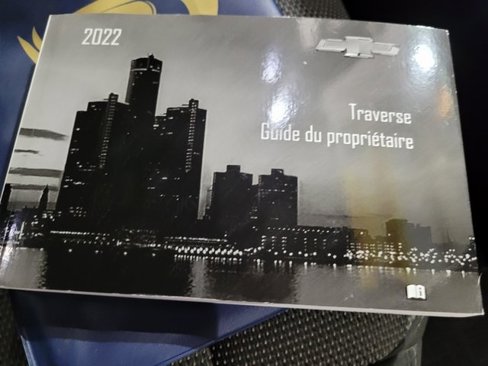 2022
Traverse
Guide du propriétaire